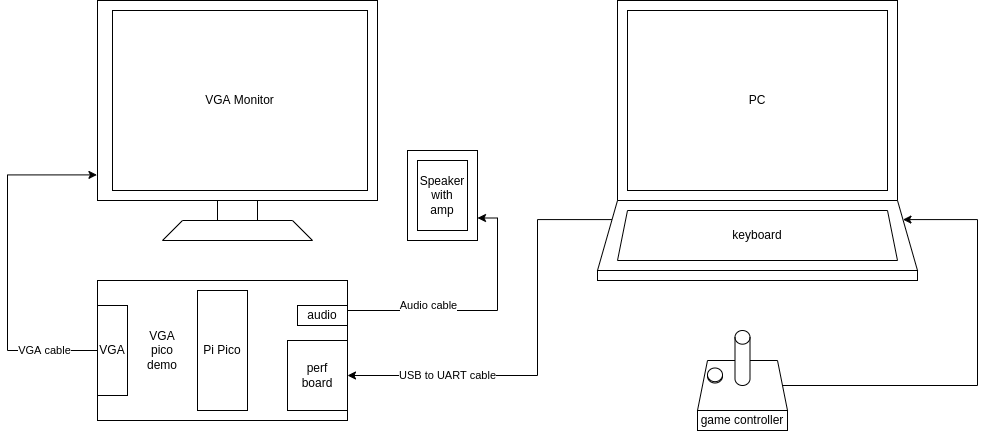 VGA Monitor
PC
Speaker
with
amp
keyboard
Audio cable
audio
VGA
pico
demo
VGA cable
VGA
Pi Pico
perf
board
USB to UART cable
game controller